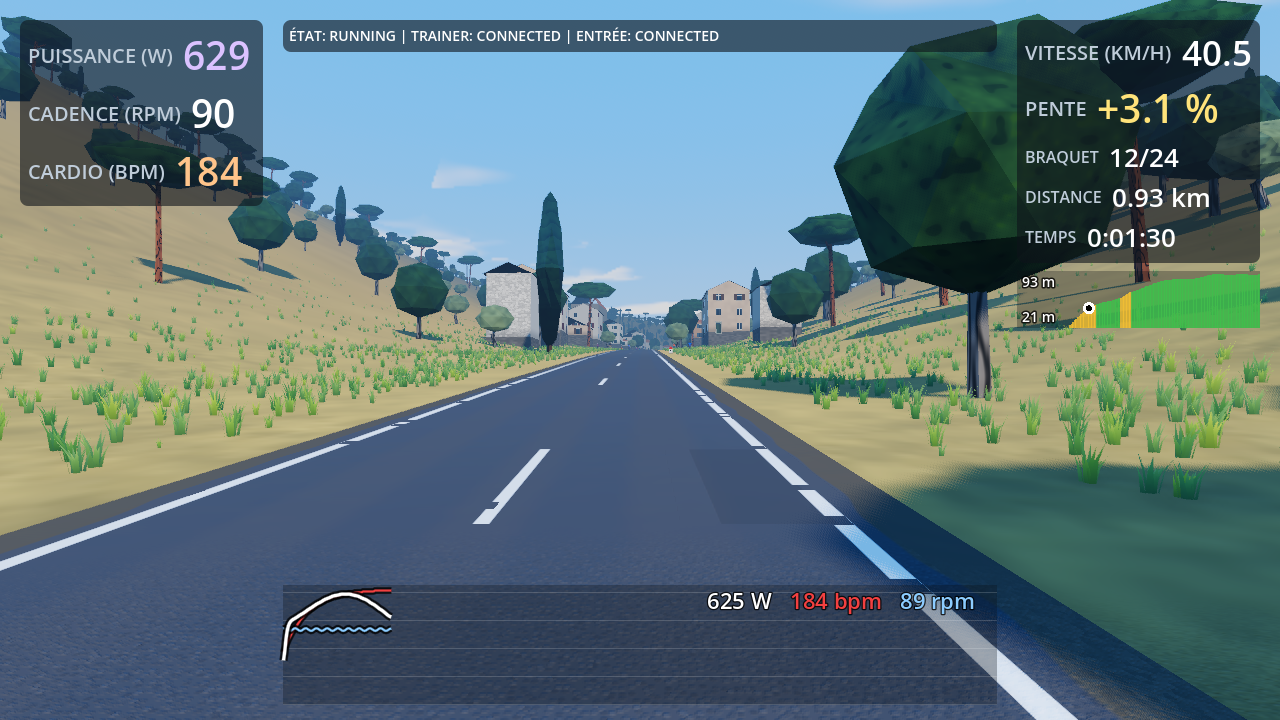 PUISSANCE (W) 629
CADENCE (RPM) 90
CARDIO (BPM) 184
ÉTAT: RUNNING | TRAINER: CONNECTED | ENTRÉE: CONNECTED
VITESSE (KM/H) 40.5
PENTE +3.1 %
BRAQUET 12/24
DISTANCE 0.93 km
TEMPS 0:01:30
93 m
21 m
625 W 184 bpm 89 rpm